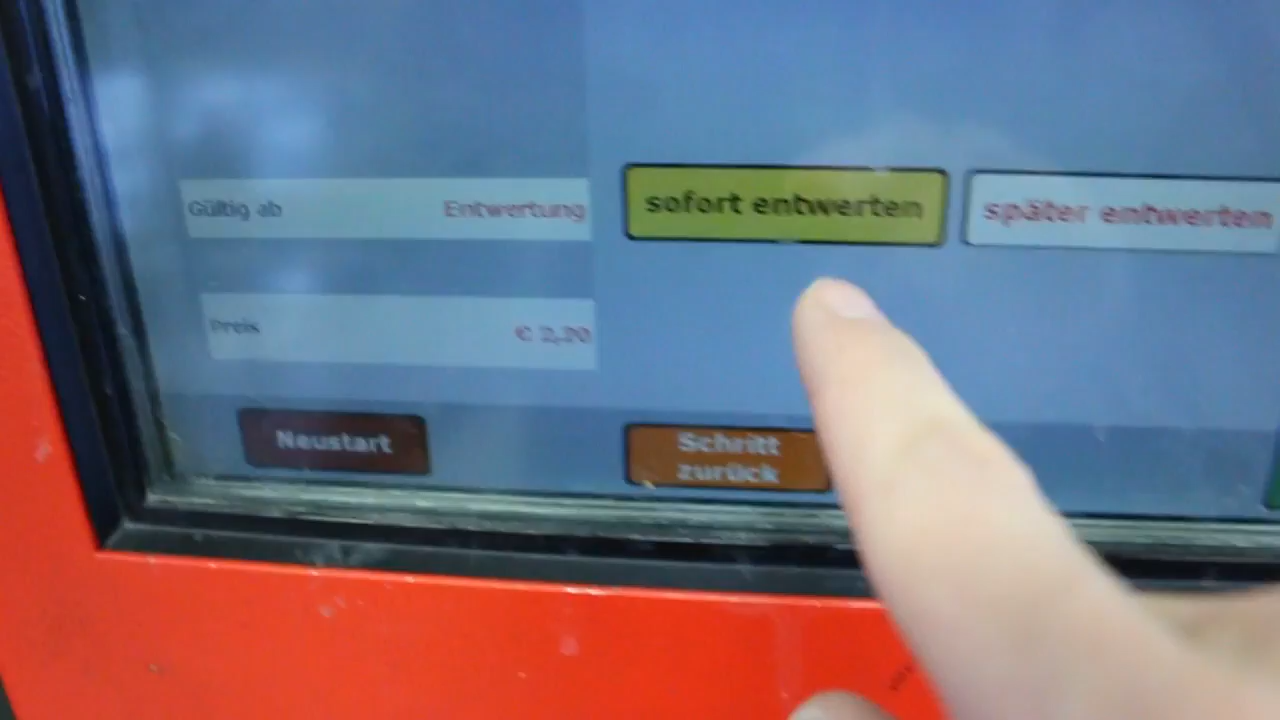 Gültig ab Entwertung
sofort entwerten
später entwerten
Preis € 2,20
Neustart
Schritt
zurück